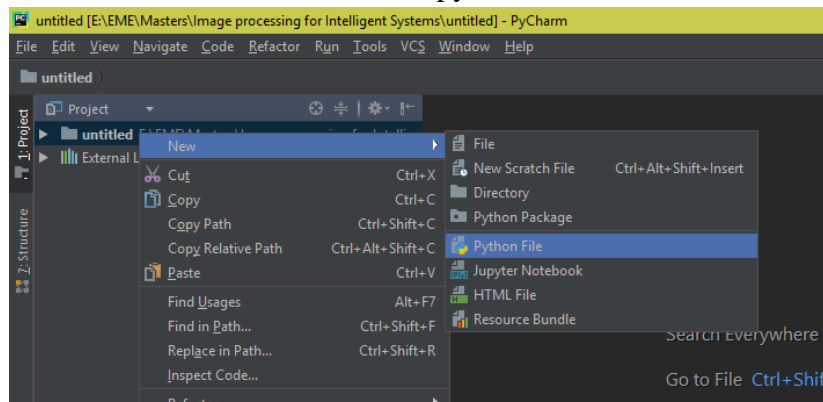 py
untitled [E:\EME\Masters\Image processing for Intelligent Systems\untitled] - PyCharm
File Edit View Navigate Code Refactor Run Tools VCS Window Help
untitled
Project
1: Project
untitled
External L
7: Structure
New
Cut Ctrl+X
Copy Ctrl+C
Copy Path Ctrl+Shift+C
Copy Relative Path Ctrl+Alt+Shift+C
Paste Ctrl+V
Find Usages Alt+F7
Find in Path... Ctrl+Shift+F
Replace in Path... Ctrl+Shift+R
Inspect Code...
File
New Scratch File Ctrl+Alt+Shift+Insert
Directory
Python Package
Python File
Jupyter Notebook
HTML File
Resource Bundle
Search Everywhere
Go to File Ctrl+Shif